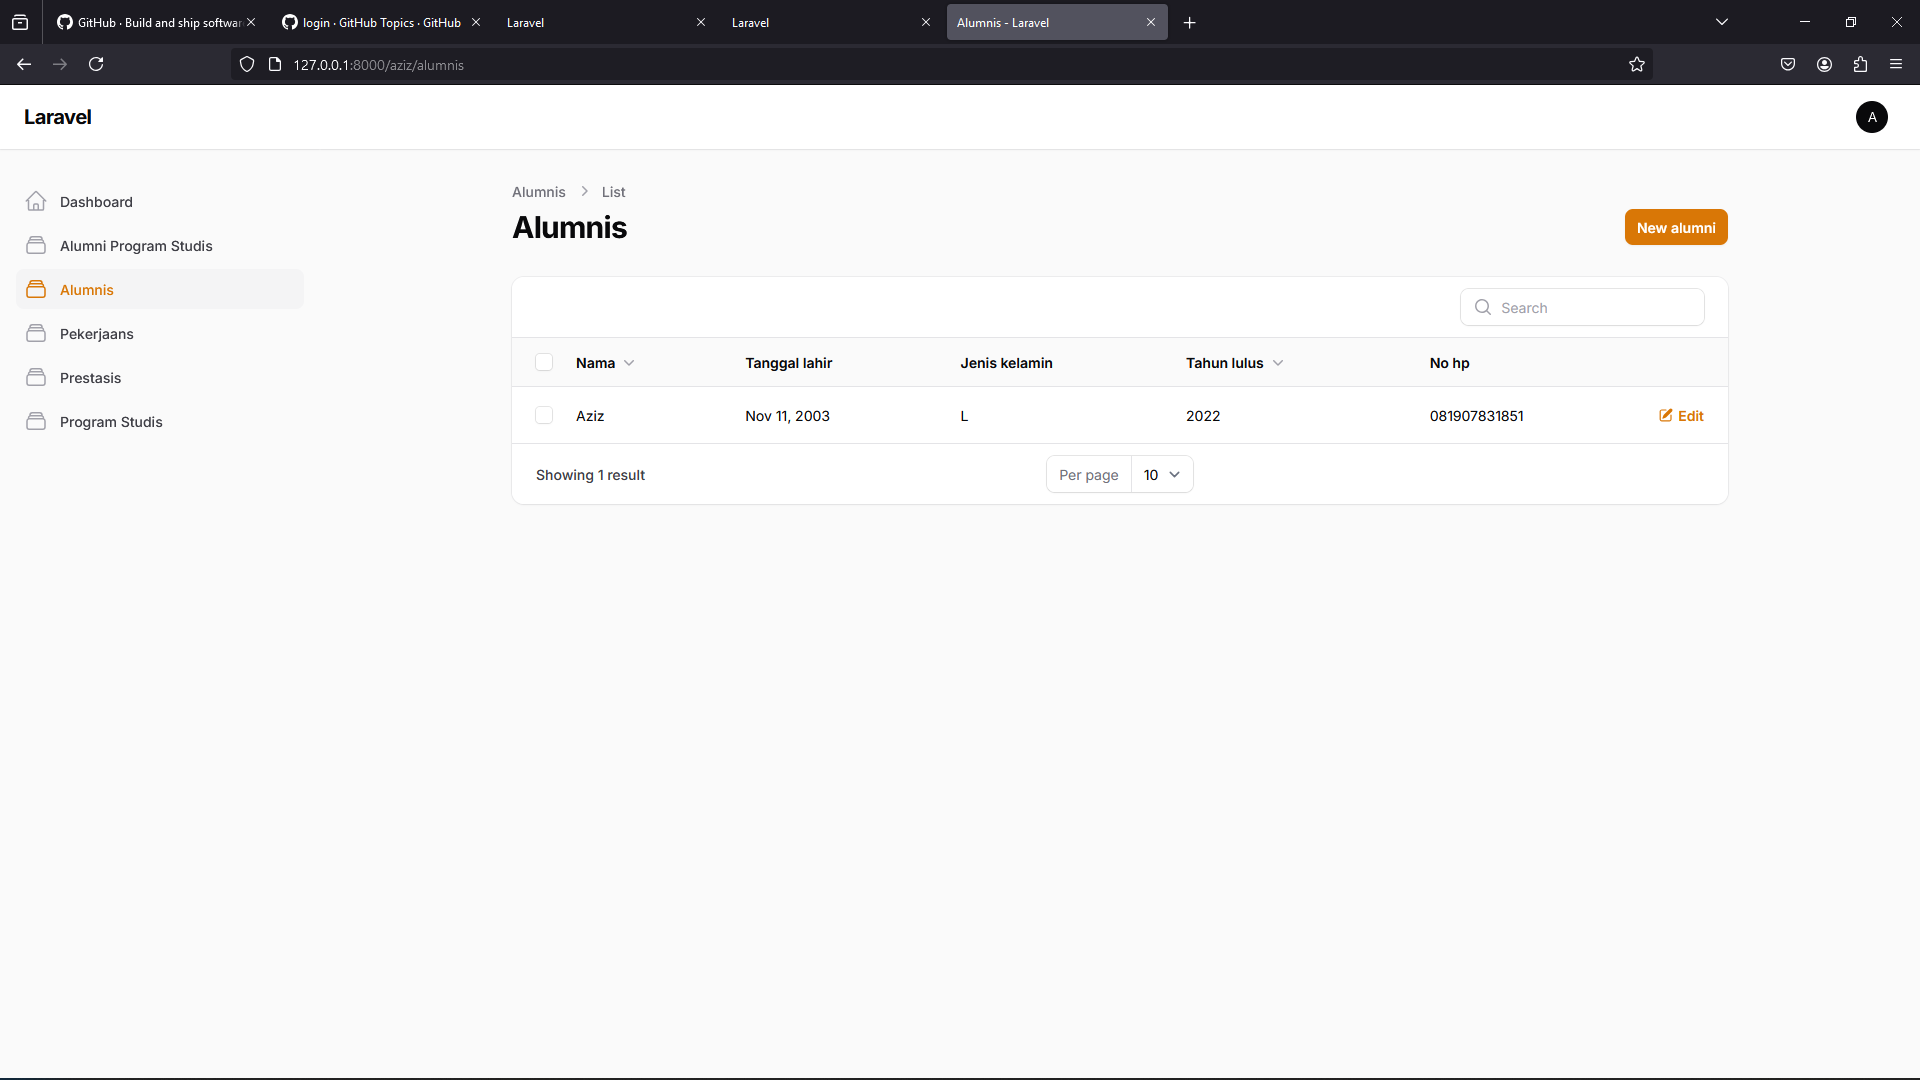 GitHub · Build and ship softwar
login · GitHub Topics · GitHub
Laravel
Laravel
Alumnis - Laravel
127.0.0.1:8000/aziz/alumnis
Laravel
A
Dashboard
Alumni Program Studis
Alumnis
Pekerjaans
Prestasis
Program Studis
Alumnis > List
Alumnis
New alumni
Search
Nama Tanggal lahir Jenis kelamin Tahun lulus No hp
Aziz Nov 11, 2003 L 2022 081907831851 Edit
Showing 1 result
Per page 10